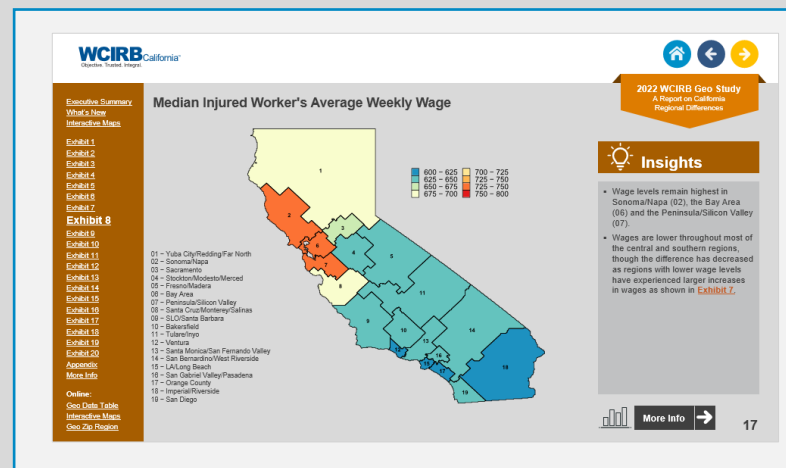 WCIRB California
Objective. Trusted. Integral.
2022 WCIRB Geo Study
A Report on California
Regional Differences
Executive Summary
What's New
Interactive Maps
Exhibit 1
Exhibit 2
Exhibit 3
Exhibit 4
Exhibit 5
Exhibit 6
Exhibit 7
Exhibit 8
Exhibit 9
Exhibit 10
Exhibit 11
Exhibit 12
Exhibit 13
Exhibit 14
Exhibit 15
Exhibit 16
Exhibit 17
Exhibit 18
Exhibit 19
Exhibit 20
Appendix
More Info
Online:
Geo Data Table
Interactive Maps
Geo Zip Region
Median Injured Worker's Average Weekly Wage
600 – 625 700 – 725
625 – 650 725 – 750
650 – 675 725 – 750
675 – 700 750 – 800
1
2
3
4
5
6
7
8
9
10
11
13
14
16
17
18
19
01 – Yuba City/Redding/Far North
02 – Sonoma/Napa
03 – Sacramento
04 – Stockton/Modesto/Merced
05 – Fresno/Madera
06 – Bay Area
07 – Peninsula/Silicon Valley
08 – Santa Cruz/Monterey/Salinas
09 – SLO/Santa Barbara
10 – Bakersfield
11 – Tulare/Inyo
12 – Ventura
13 – Santa Monica/San Fernando Valley
14 – San Bernardino/West Riverside
15 – LA/Long Beach
16 – San Gabriel Valley/Pasadena
17 – Orange County
18 – Imperial/Riverside
19 – San Diego
Insights
• Wage levels remain highest in
Sonoma/Napa (02), the Bay Area
(06) and the Peninsula/Silicon Valley
(07).
• Wages are lower throughout most of
the central and southern regions,
though the difference has decreased
as regions with lower wage levels
have experienced larger increases
in wages as shown in Exhibit 7.
More Info
17